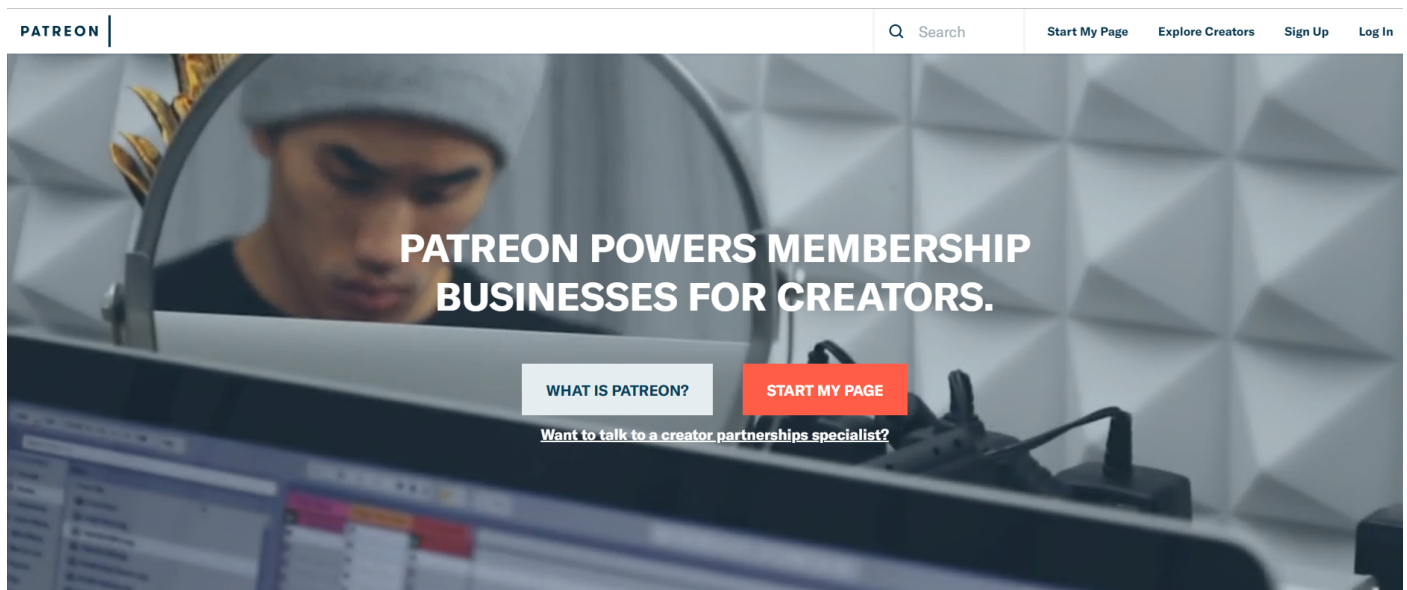 PATREON
Search
Start My Page
Explore Creators
Sign Up
Log In
PATREON POWERS MEMBERSHIP
BUSINESSES FOR CREATORS.
WHAT IS PATREON?
START MY PAGE
Want to talk to a creator partnerships specialist?